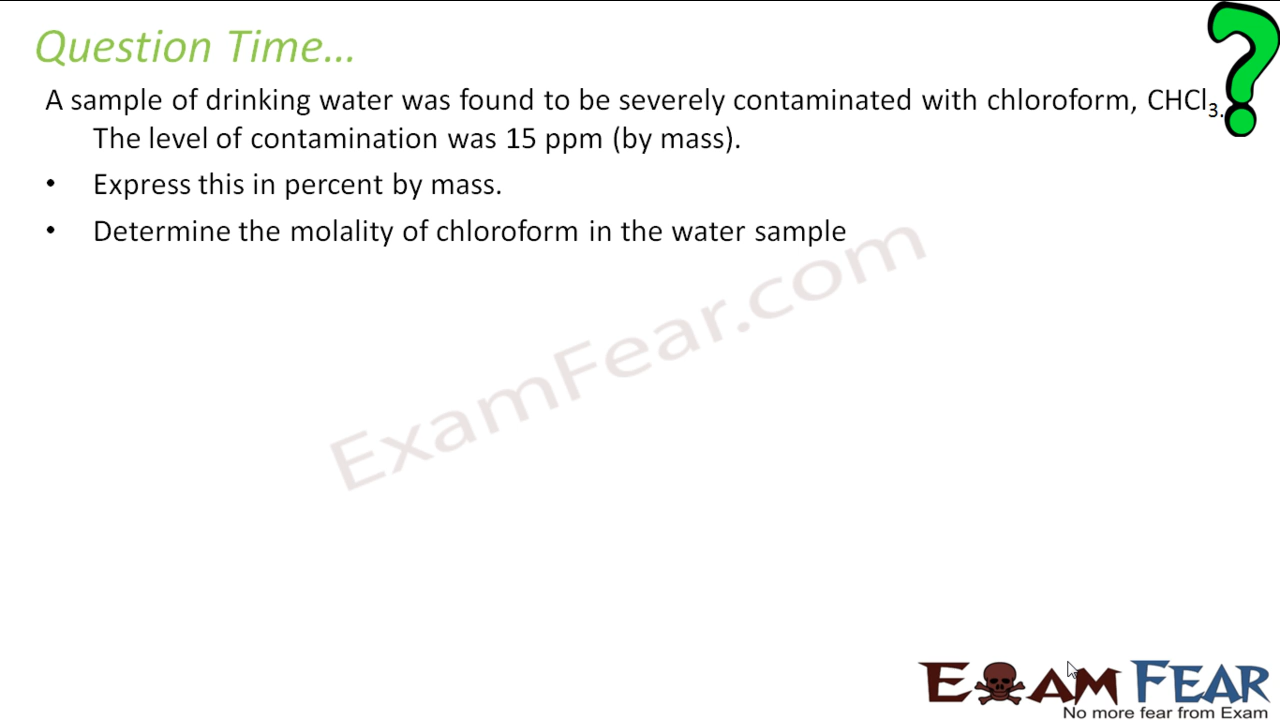 Question Time…
A sample of drinking water was found to be severely contaminated with chloroform, CHCl₃.
The level of contamination was 15 ppm (by mass).
• Express this in percent by mass.
• Determine the molality of chloroform in the water sample
ExamFear.com
EXAM FEAR
No more fear from Exam